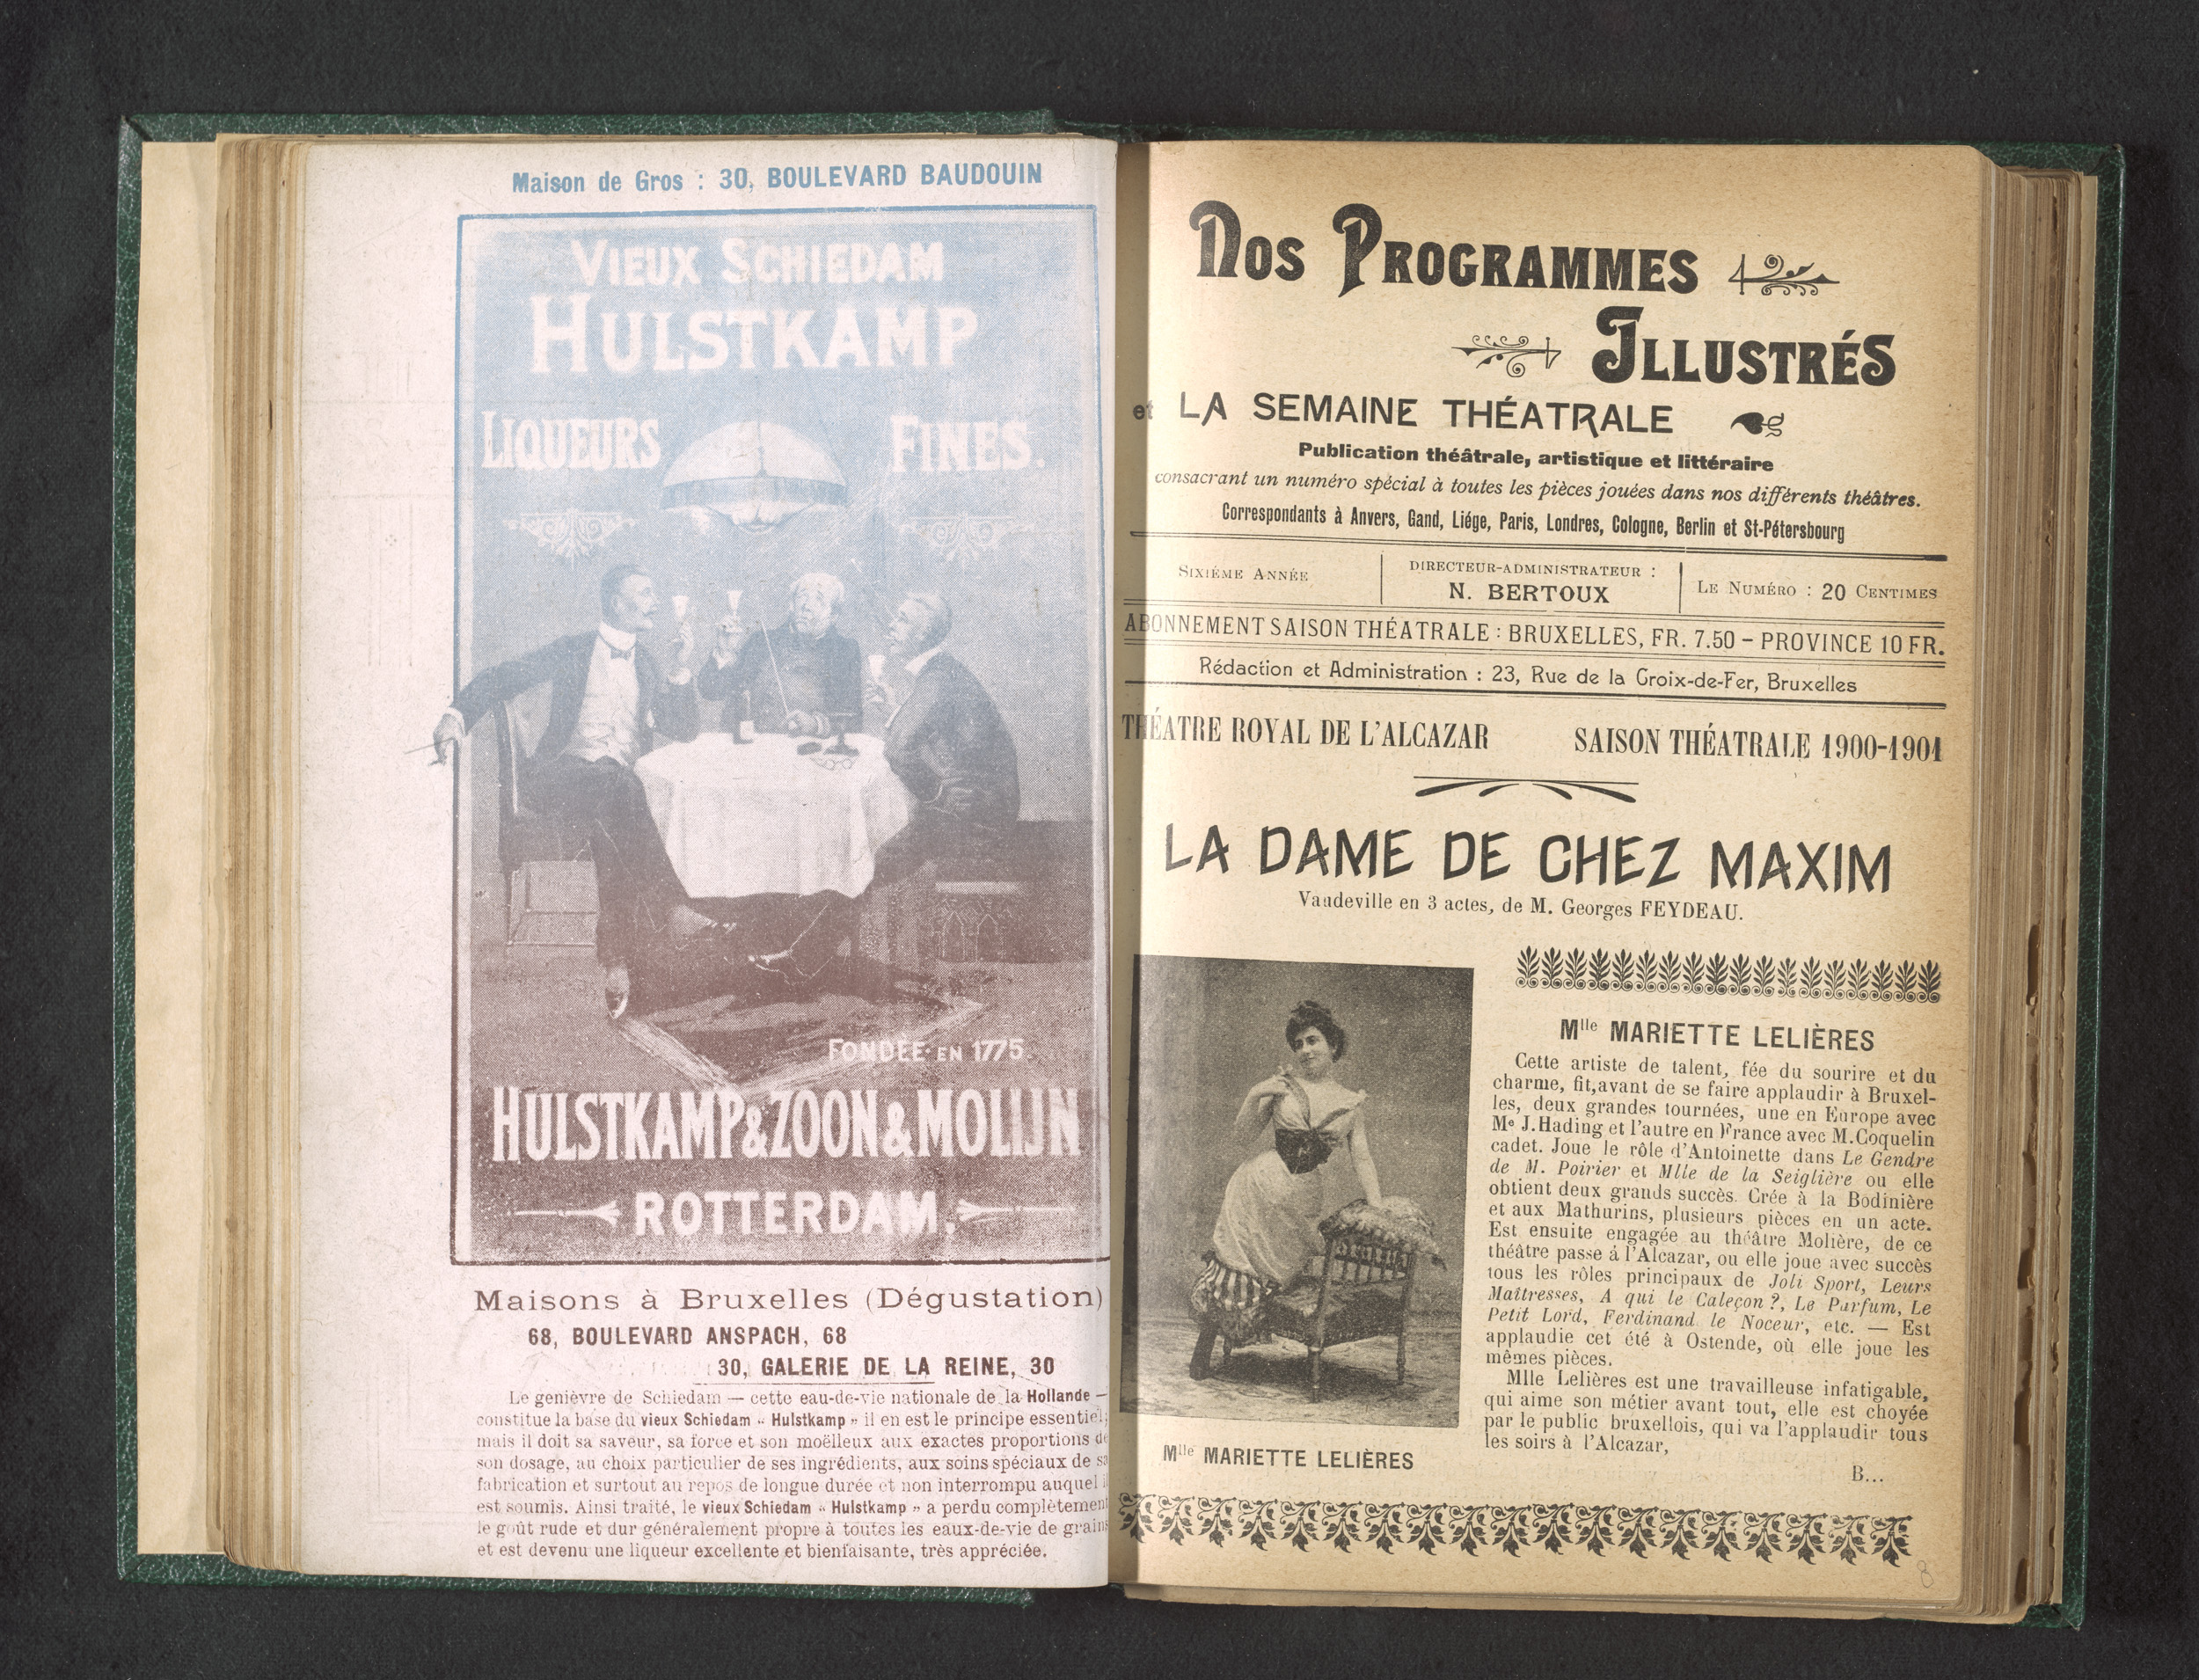 Maison de Gros : 30, BOULEVARD BAUDOUIN
VIEUX SCHIEDAM
HULSTKAMP
LIQUEURS FINES.
FONDÉE EN 1775.
HULSTKAMP & ZOON & MOLIJN
ROTTERDAM.
Maisons à Bruxelles (Dégustation)
68, BOULEVARD ANSPACH, 68
30, GALERIE DE LA REINE, 30
Le genièvre de Schiedam — cette eau-de-vie nationale de la Hollande —
constitue la base du vieux Schiedam « Hulstkamp » il en est le principe essentiel;
mais il doit sa saveur, sa force et son moëlleux aux exactes proportions de
son dosage, au choix particulier de ses ingrédients, aux soins spéciaux de sa
fabrication et surtout au repos de longue durée et non interrompu auquel il
est soumis. Ainsi traité, le vieux Schiedam « Hulstkamp » a perdu complètement
le goût rude et dur généralement propre à toutes les eaux-de-vie de grains
et est devenu une liqueur excellente et bienfaisante, très appréciée.
NOS PROGRAMMES
ILLUSTRÉS
et LA SEMAINE THÉATRALE
Publication théâtrale, artistique et littéraire
consacrant un numéro spécial à toutes les pièces jouées dans nos différents théâtres.
Correspondants à Anvers, Gand, Liége, Paris, Londres, Cologne, Berlin et St-Pétersbourg
SIXIÉME ANNÉE
DIRECTEUR-ADMINISTRATEUR :
N. BERTOUX
LE NUMÉRO : 20 CENTIMES
ABONNEMENT SAISON THÉATRALE : BRUXELLES, FR. 7.50 – PROVINCE 10 FR.
Rédaction et Administration : 23, Rue de la Croix-de-Fer, Bruxelles
THÉATRE ROYAL DE L'ALCAZAR SAISON THÉATRALE 1900-1901
LA DAME DE CHEZ MAXIM
Vaudeville en 3 actes, de M. Georges FEYDEAU.
Mlle MARIETTE LELIÈRES
Cette artiste de talent, fée du sourire et du
charme, fit,avant de se faire applaudir à Bruxel-
les, deux grandes tournées, une en Europe avec
Me J.Hading et l'autre en France avec M.Coquelin
cadet. Joue le rôle d'Antoinette dans Le Gendre
de M. Poirier et Mlle de la Seiglière ou elle
obtient deux grands succès. Crée à la Bodinière
et aux Mathurins, plusieurs pièces en un acte.
Est ensuite engagée au théâtre Molière, de ce
théâtre passe á l'Alcazar, ou elle joue avec succès
tous les rôles principaux de Joli Sport, Leurs
Maîtresses, A qui le Caleçon ?, Le Parfum, Le
Petit Lord, Ferdinand le Noceur, etc. — Est
applaudie cet été à Ostende, où elle joue les
mêmes pièces.
Mlle Lelières est une travailleuse infatigable,
qui aime son métier avant tout, elle est choyée
par le public bruxellois, qui va l'applaudir tous
les soirs à l'Alcazar,
B...
Mlle MARIETTE LELIÈRES
8